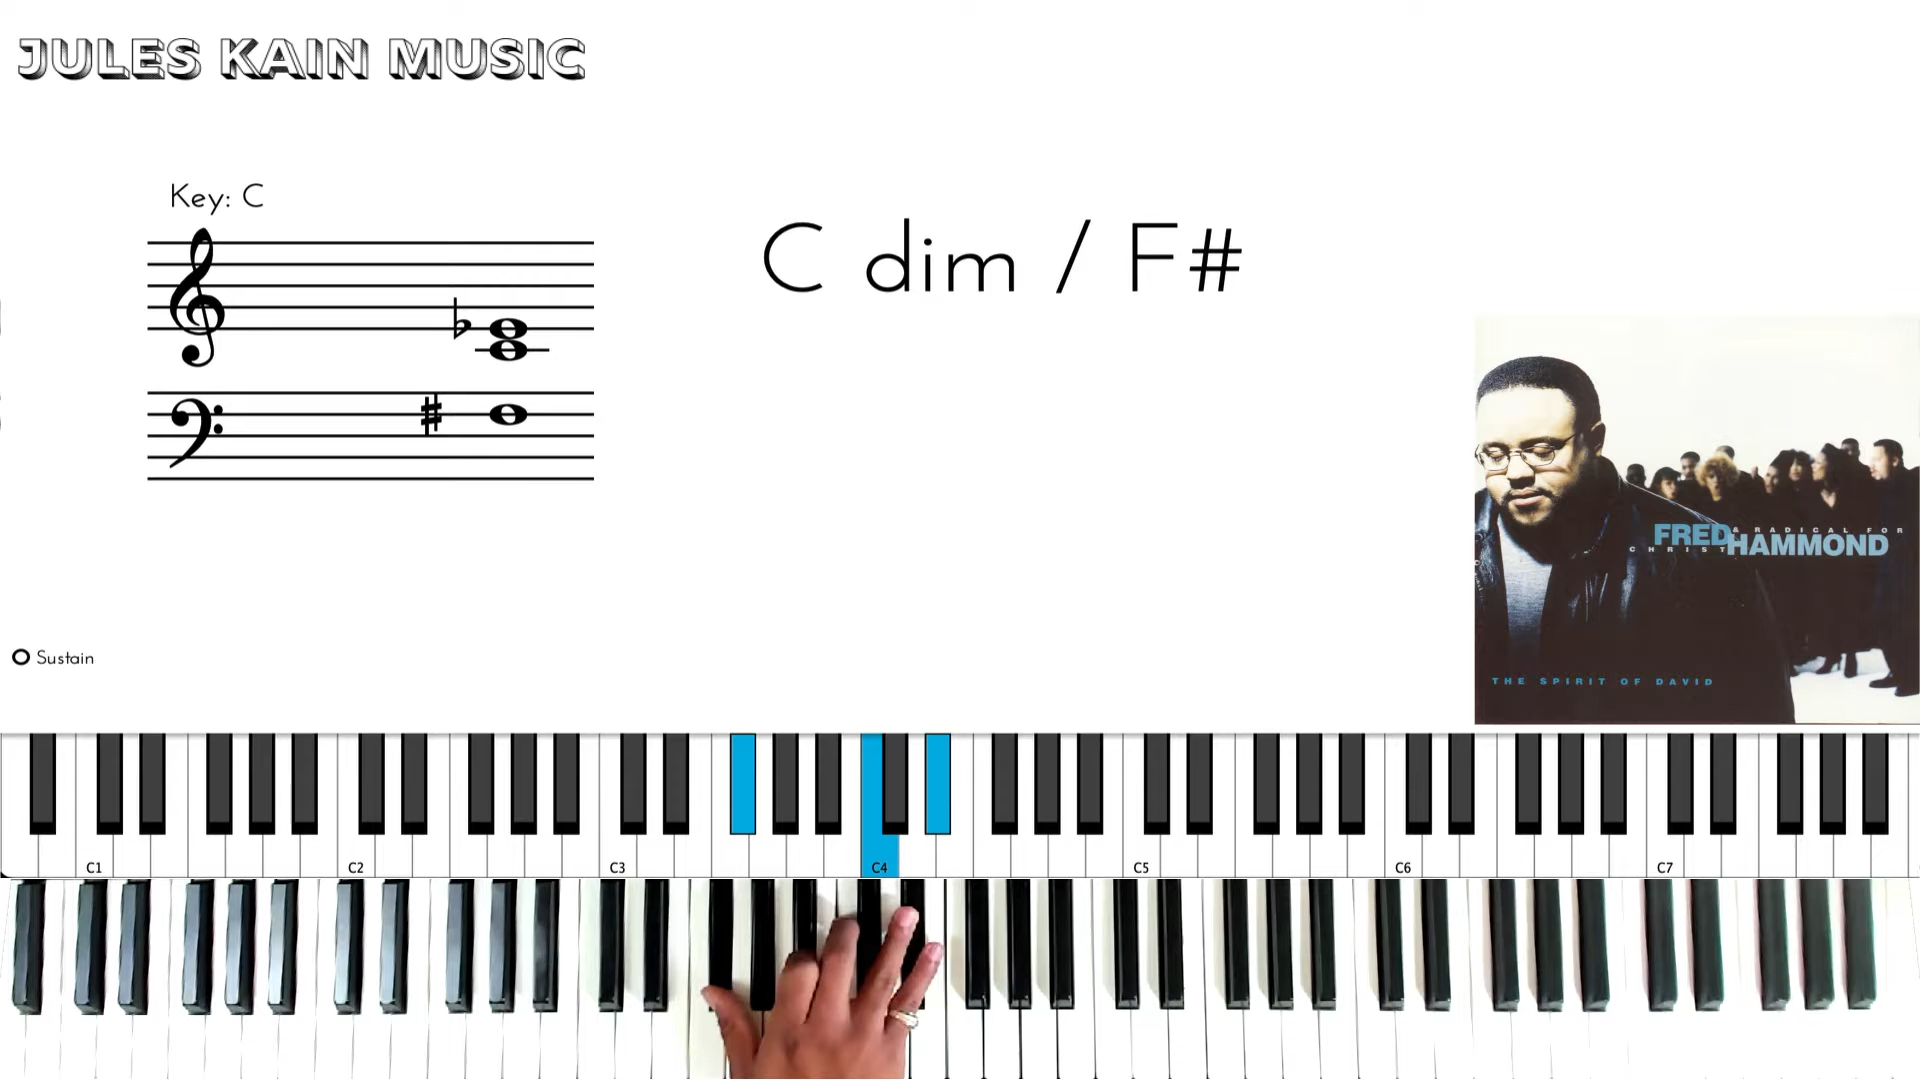 JULES KAIN MUSIC
Key: C
C dim / F#
FRED & RADICAL FOR
CHRIST HAMMOND
THE SPIRIT OF DAVID
Sustain
C1 C2 C3 C4 C5 C6 C7